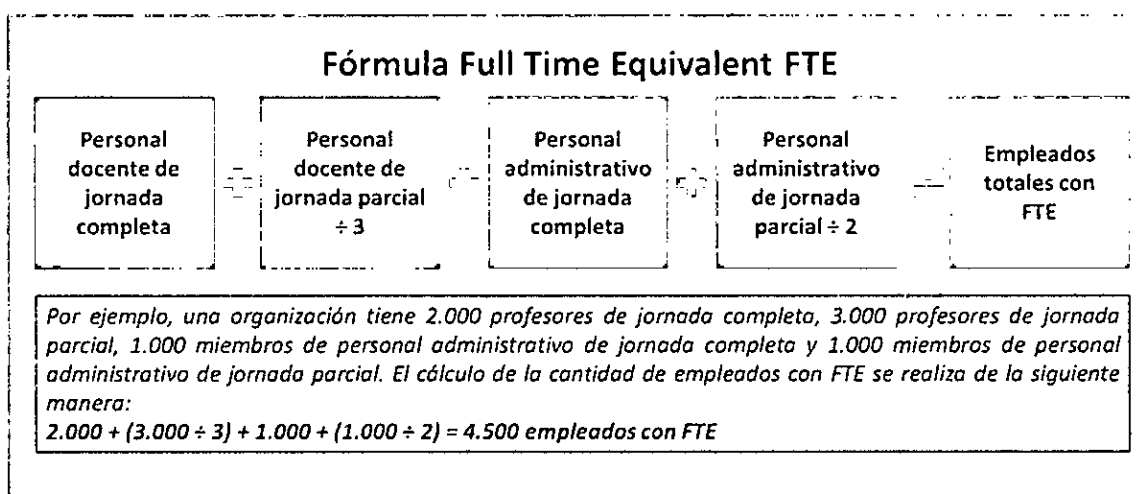 Fórmula Full Time Equivalent FTE
Personal
docente de
jornada
completa
Personal
docente de
jornada parcial
÷ 3
Personal
administrativo
de jornada
completa
Personal
administrativo
de jornada
parcial ÷ 2
Empleados
totales con
FTE
Por ejemplo, una organización tiene 2.000 profesores de jornada completa, 3.000 profesores de jornada
parcial, 1.000 miembros de personal administrativo de jornada completa y 1.000 miembros de personal
administrativo de jornada parcial. El cálculo de la cantidad de empleados con FTE se realiza de la siguiente
manera:
2.000 + (3.000 ÷ 3) + 1.000 + (1.000 ÷ 2) = 4.500 empleados con FTE